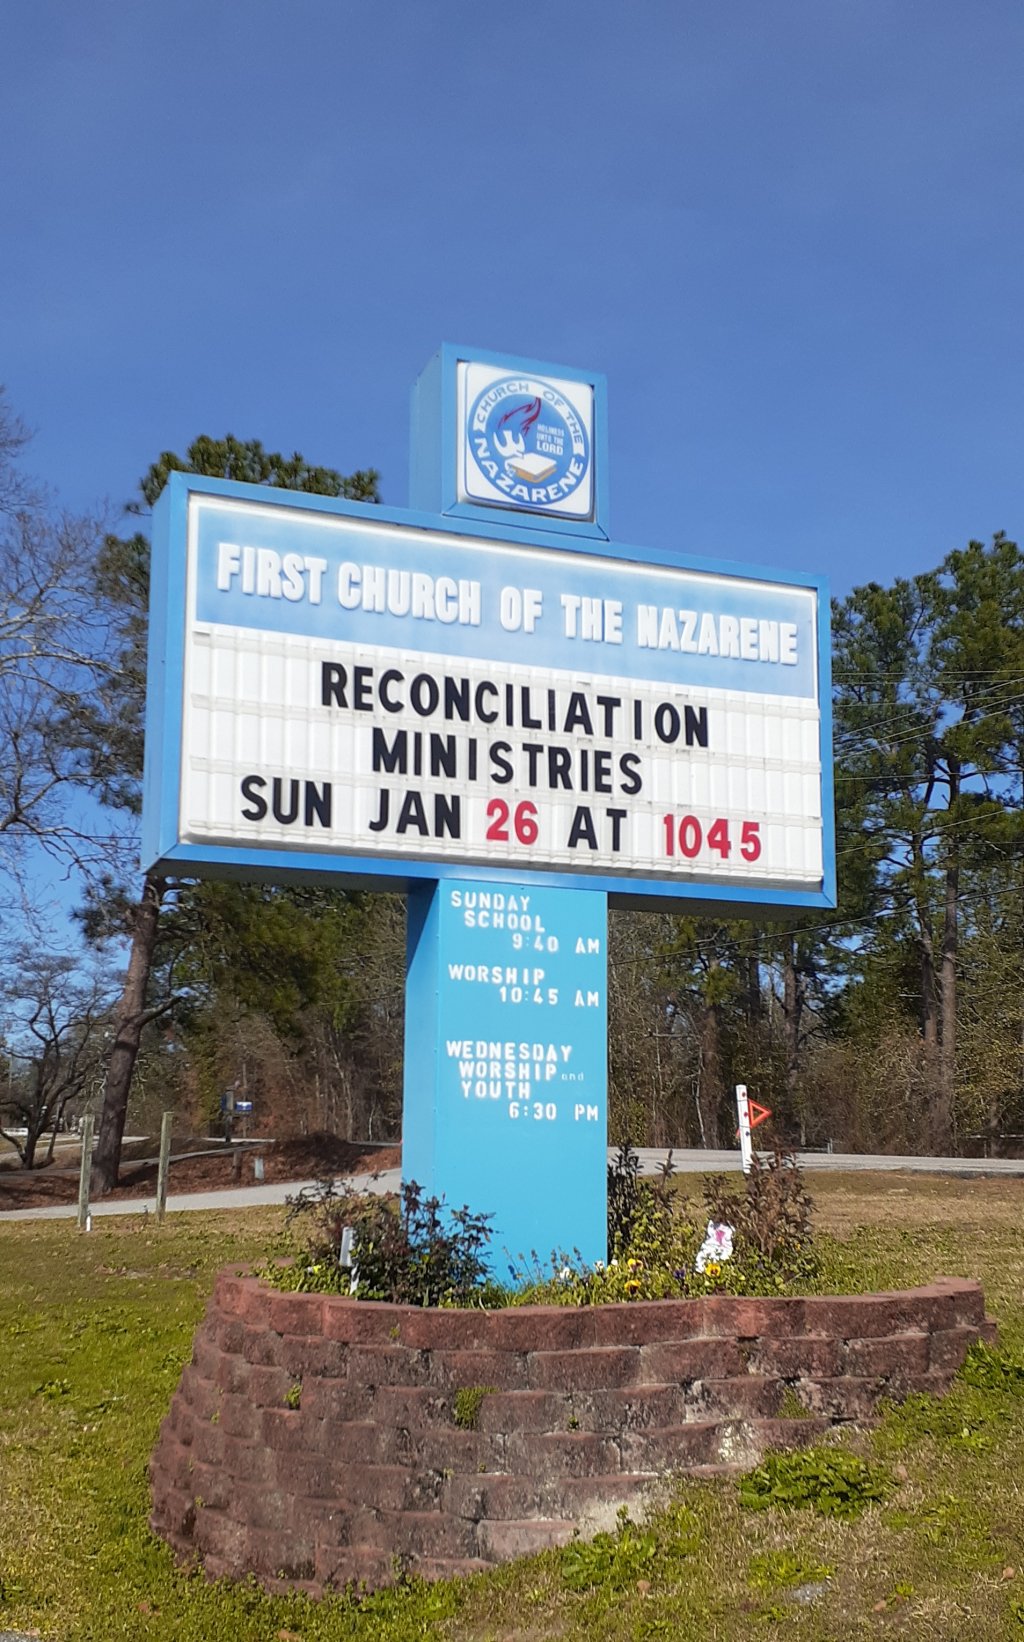 CHURCH OF THE
NAZARENE
HOLINESS
UNTO THE
LORD
FIRST CHURCH OF THE NAZARENE
RECONCILIATION
MINISTRIES
SUN JAN 26 AT 1045
SUNDAY
SCHOOL
9:40 AM
WORSHIP
10:45 AM
WEDNESDAY
WORSHIP and
YOUTH
6:30 PM